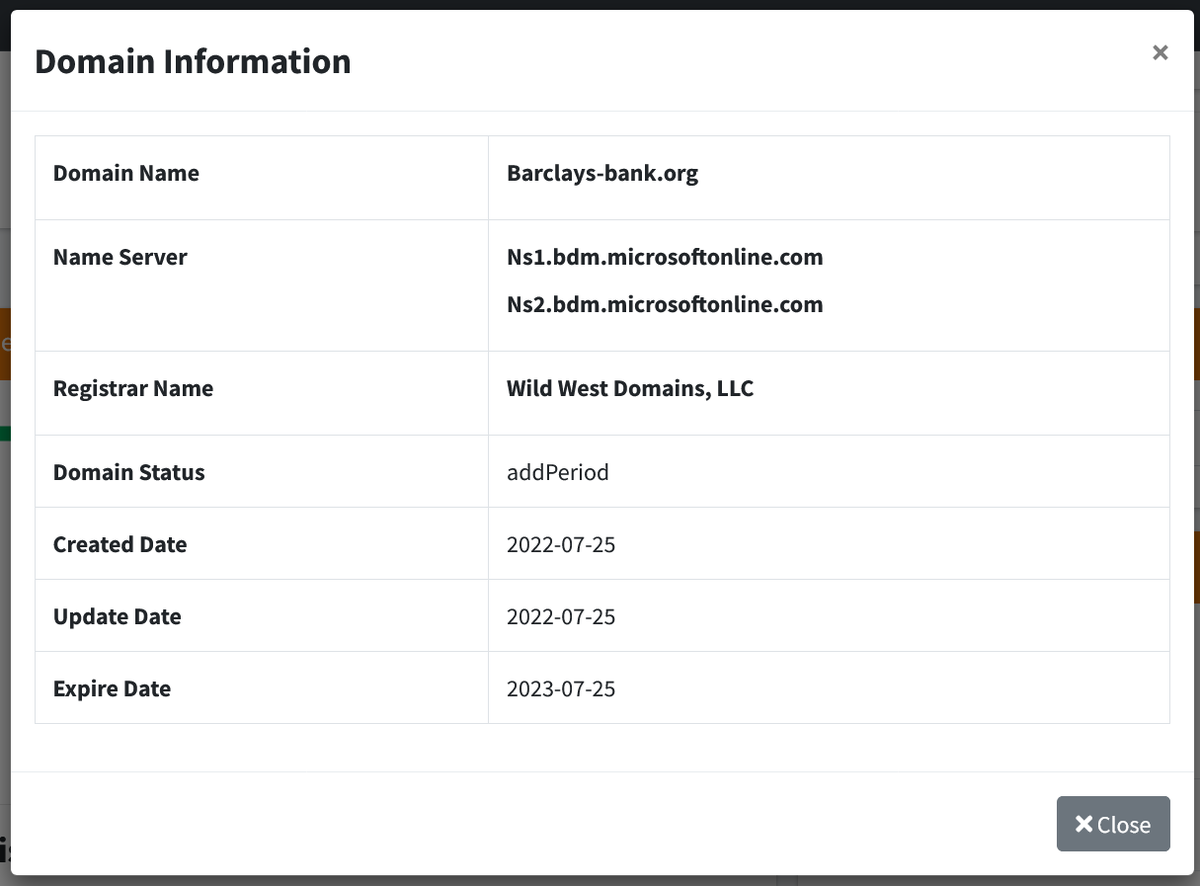 Domain Information
×
Domain Name
Barclays-bank.org
Name Server
Ns1.bdm.microsoftonline.com
Ns2.bdm.microsoftonline.com
Registrar Name
Wild West Domains, LLC
Domain Status
addPeriod
Created Date
2022-07-25
Update Date
2022-07-25
Expire Date
2023-07-25
Close